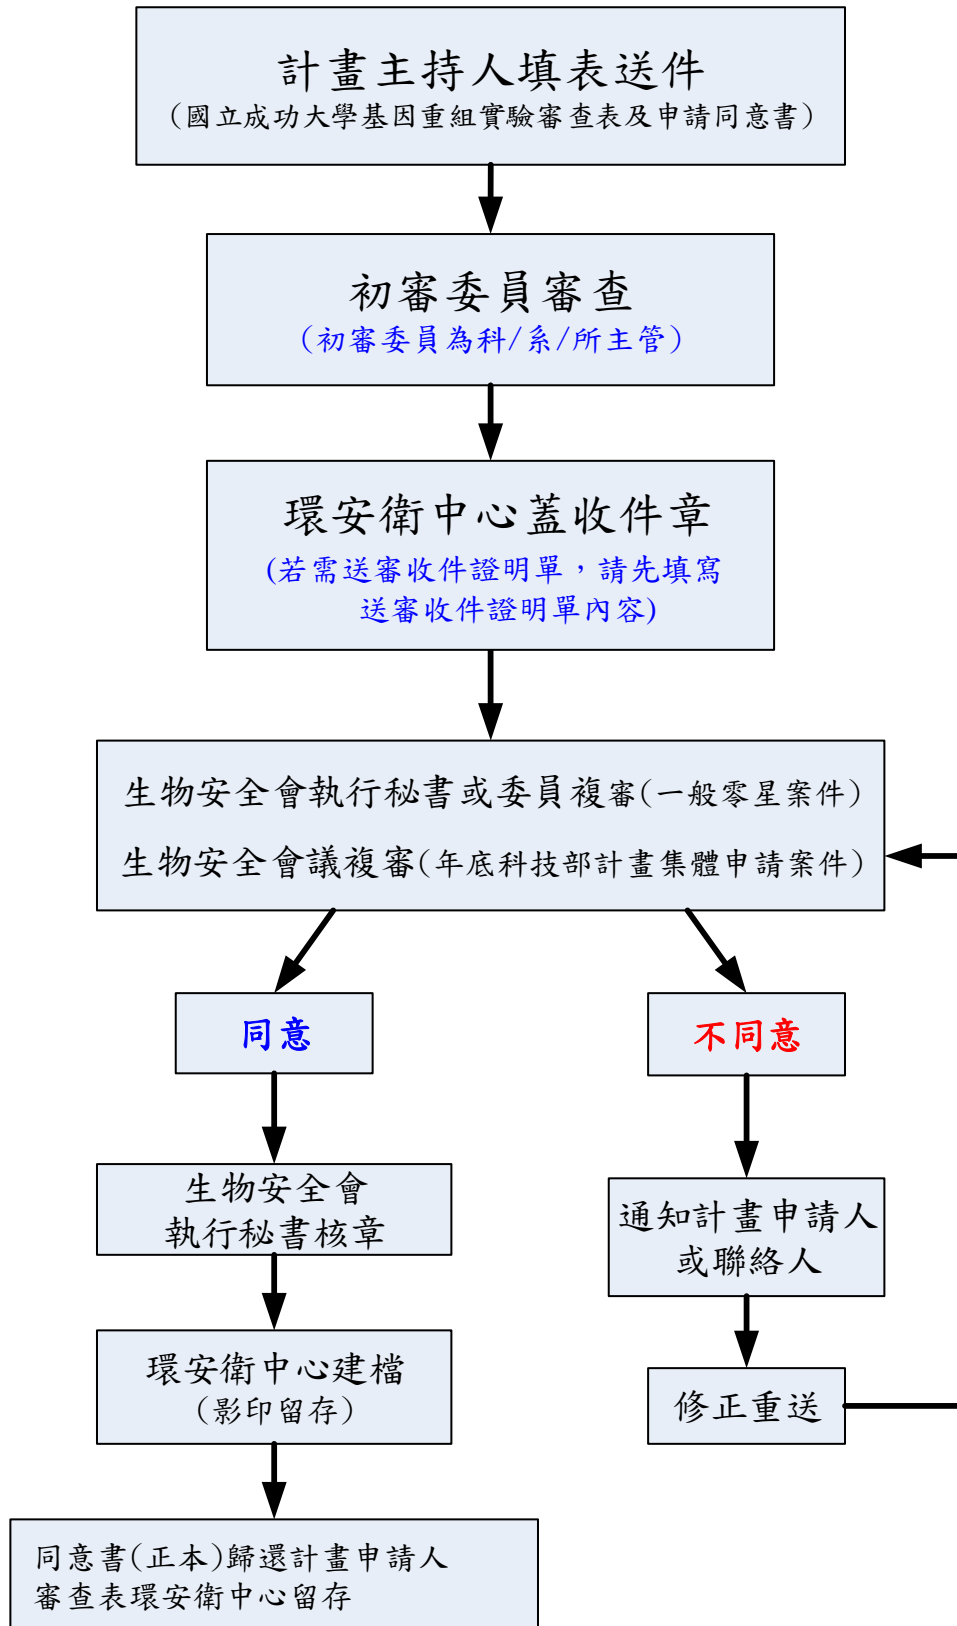 計畫主持人填表送件
（國立成功大學基因重組實驗審查表及申請同意書）
初審委員審查
（初審委員為科/系/所主管）
環安衛中心蓋收件章
(若需送審收件證明單，請先填寫
送審收件證明單內容)
生物安全會執行秘書或委員複審(一般零星案件)
生物安全會議複審(年底科技部計畫集體申請案件)
同意
不同意
生物安全會
執行秘書核章
通知計畫申請人
或聯絡人
環安衛中心建檔
（影印留存）
修正重送
同意書(正本)歸還計畫申請人
審查表環安衛中心留存